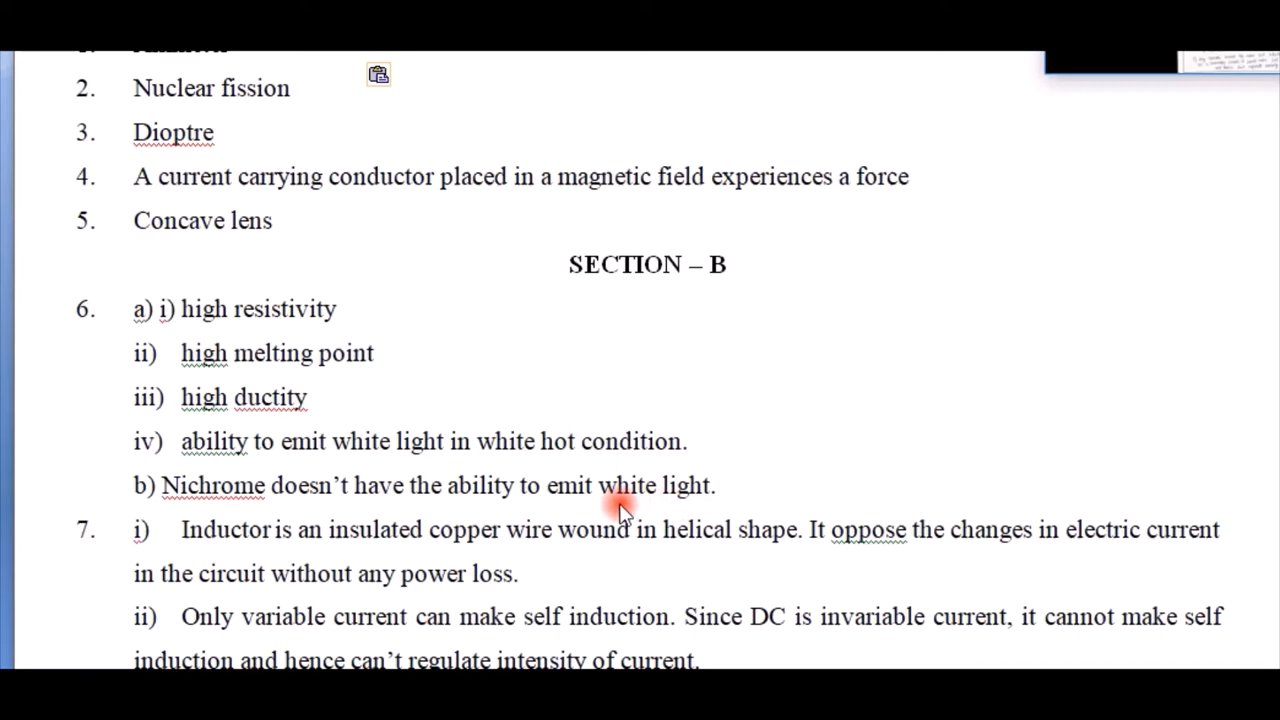 2. Nuclear fission
3. Dioptre
4. A current carrying conductor placed in a magnetic field experiences a force
5. Concave lens
SECTION – B
6. a) i) high resistivity
ii) high melting point
iii) high ductity
iv) ability to emit white light in white hot condition.
b) Nichrome doesn't have the ability to emit white light.
7. i) Inductor is an insulated copper wire wound in helical shape. It oppose the changes in electric current
in the circuit without any power loss.
ii) Only variable current can make self induction. Since DC is invariable current, it cannot make self
induction and hence can't regulate intensity of current.